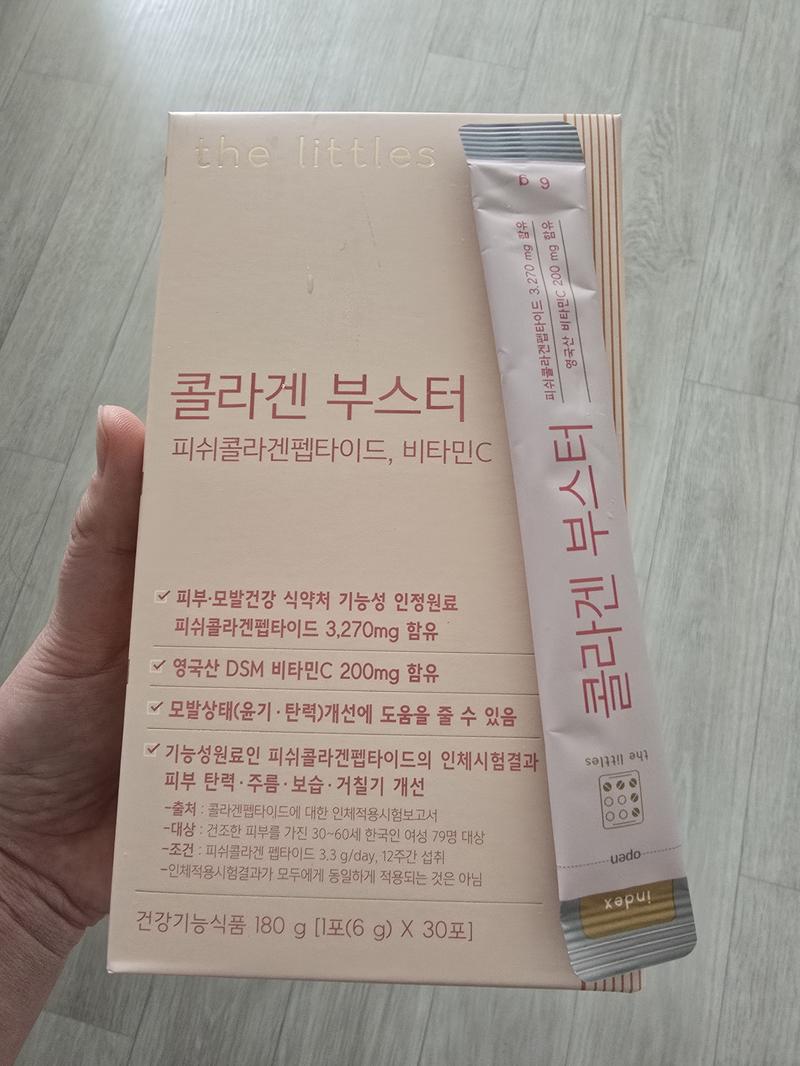 the littles
콜라겐 부스터
피쉬콜라겐펩타이드, 비타민C
피부·모발건강 식약처 기능성 인정원료
피쉬콜라겐펩타이드 3,270mg 함유
영국산 DSM 비타민C 200mg 함유
모발상태(윤기·탄력)개선에 도움을 줄 수 있음
기능성원료인 피쉬콜라겐펩타이드의 인체시험결과
피부 탄력·주름·보습·거칠기 개선
-출처 : 콜라겐펩타이드에 대한 인체적용시험보고서
-대상 : 건조한 피부를 가진 30~60세 한국인 여성 79명 대상
-조건 : 피쉬콜라겐 펩타이드 3.3 g/day, 12주간 섭취
-인체적용시험결과가 모두에게 동일하게 적용되는 것은 아님
건강기능식품 180 g [1포(6 g) X 30포]
6 g
피쉬콜라겐펩타이드 3,270 mg 함유
영국산 비타민C 200 mg 함유
콜라겐 부스터
the littles
open
index